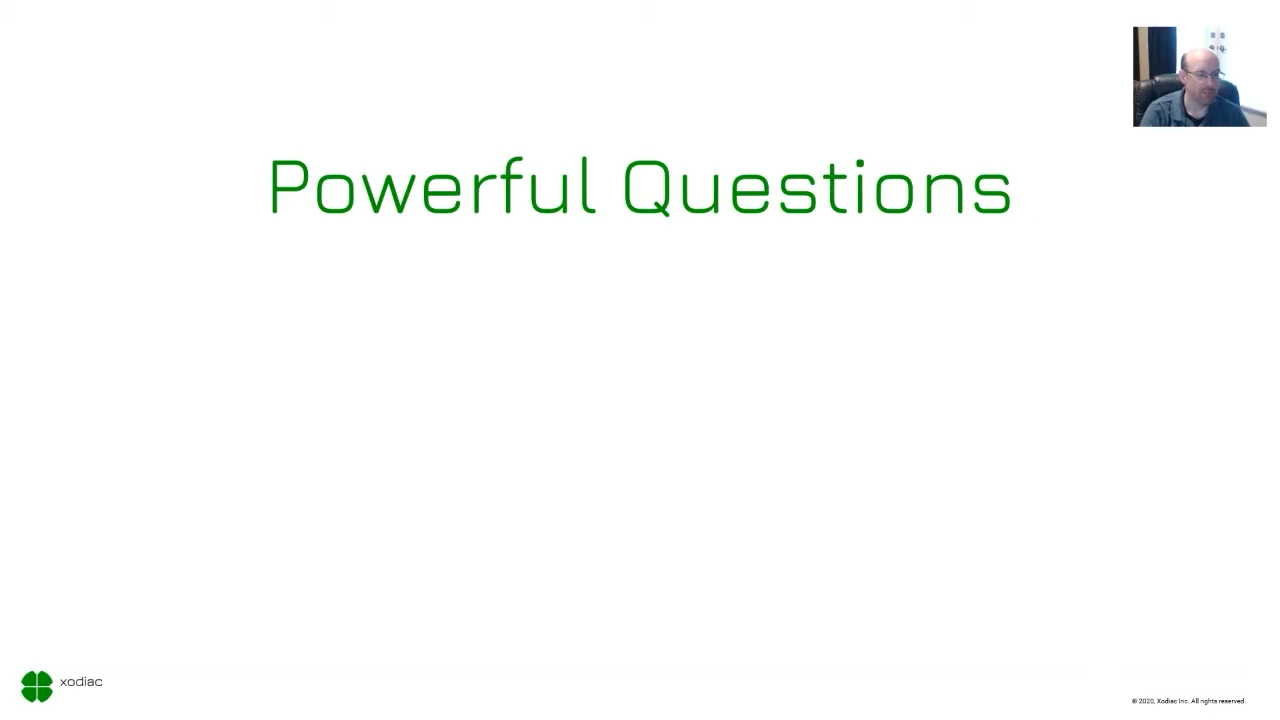 Powerful Questions
xodiac
© 2020, Xodiac Inc. All rights reserved.